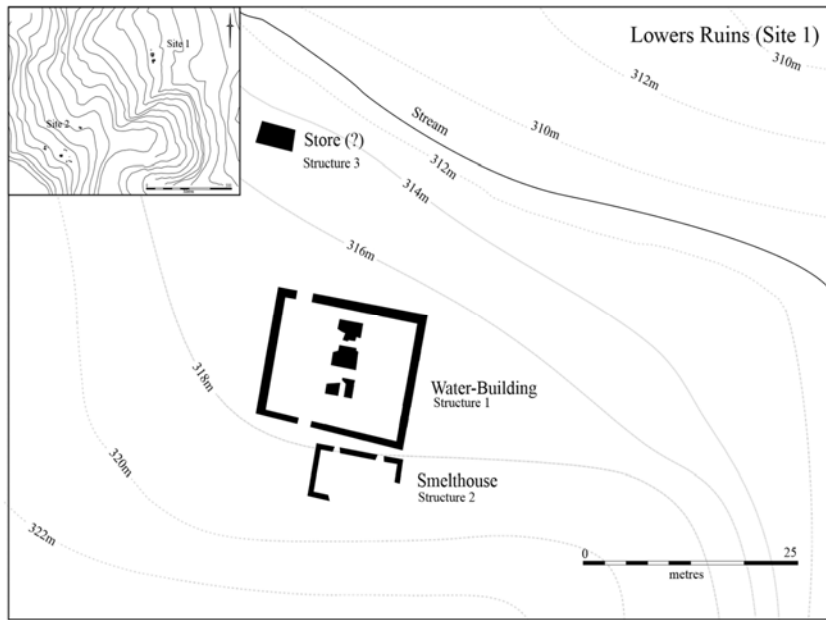 Lowers Ruins (Site 1)
Site 1
Site 2
310m
312m
310m
Stream
312m
314m
Store (?)
Structure 3
316m
318m
Water-Building
Structure 1
Smelthouse
Structure 2
320m
322m
0
25
metres